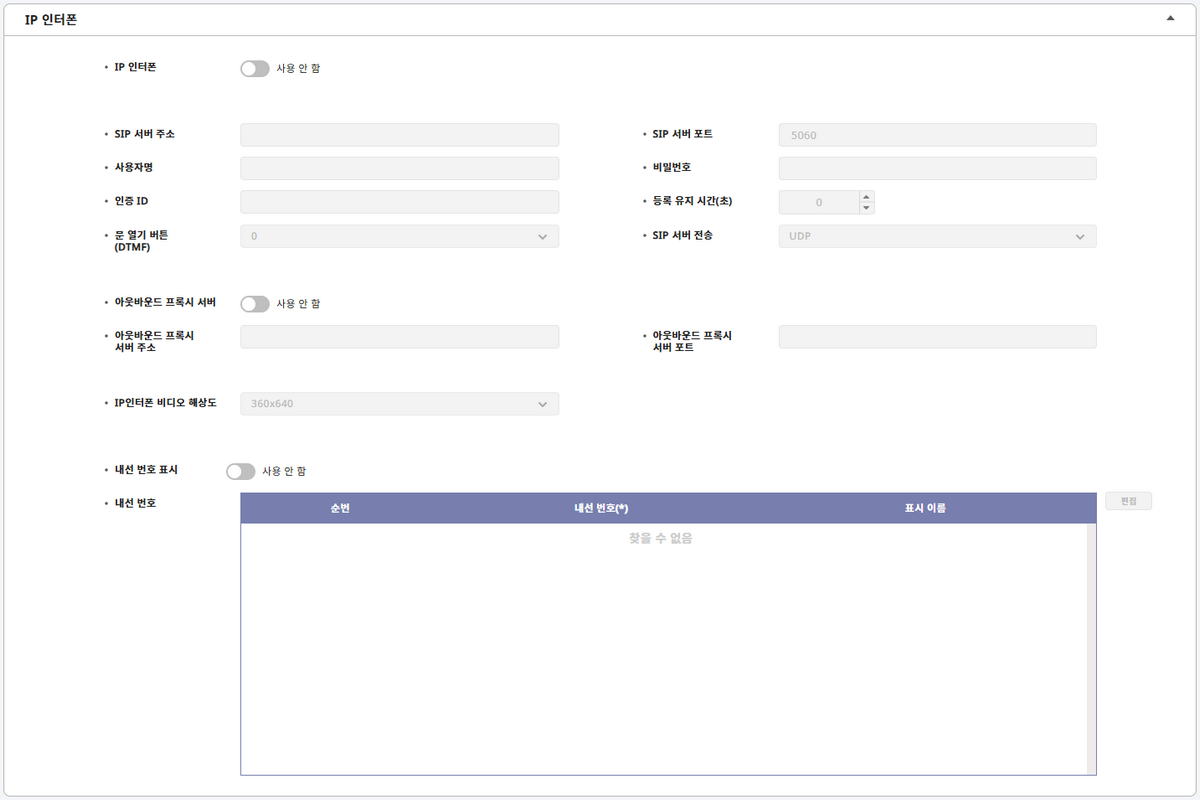 IP 인터폰
IP 인터폰
사용 안 함
SIP 서버 주소
SIP 서버 포트
5060
사용자명
비밀번호
인증 ID
등록 유지 시간(초)
0
문 열기 버튼
(DTMF)
0
SIP 서버 전송
UDP
아웃바운드 프록시 서버
사용 안 함
아웃바운드 프록시
서버 주소
아웃바운드 프록시
서버 포트
IP인터폰 비디오 해상도
360x640
내선 번호 표시
사용 안 함
내선 번호
순번
내선 번호(*)
표시 이름
편집
찾을 수 없음